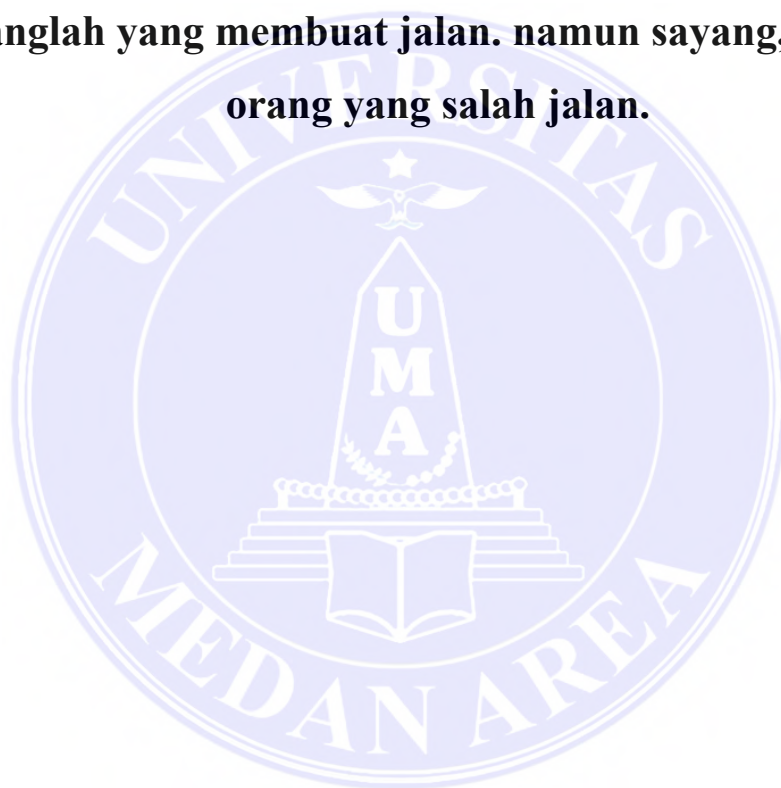 anglah yang membuat jalan. namun sayang,
orang yang salah jalan.
UNIVERSITAS
U
M
A
MEDAN AREA